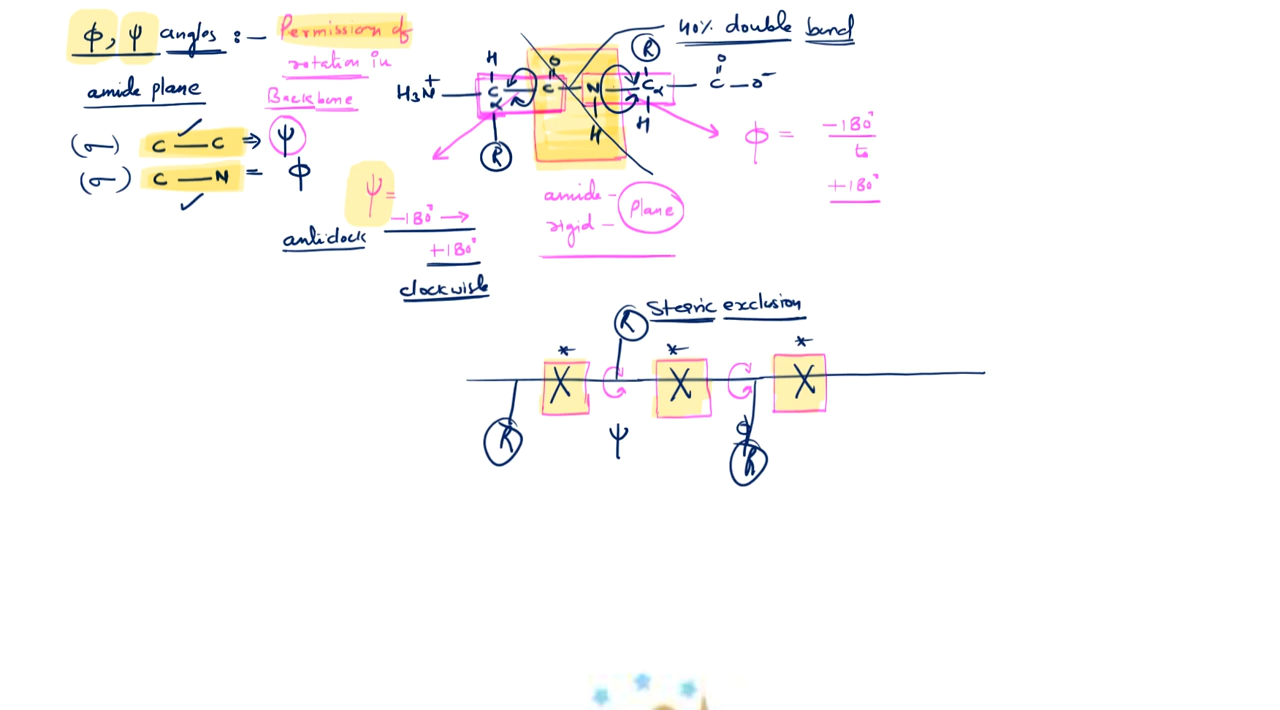 ϕ, ψ angles :- Permission of
rotation in
Backbone
amide plane
(σ) C — C ⇒ ψ
(σ) C — N = ϕ
40% double bond
H O R O
H₃N⁺ — C — C — N — Cα — C — O⁻
α H H
R
ψ =
-180° →
+180°
anticlock
clockwise
amide -
rigid - Plane
ϕ = -180°
to
+180°
R Steric exclusion
* * *
X X X
R ψ ϕ R